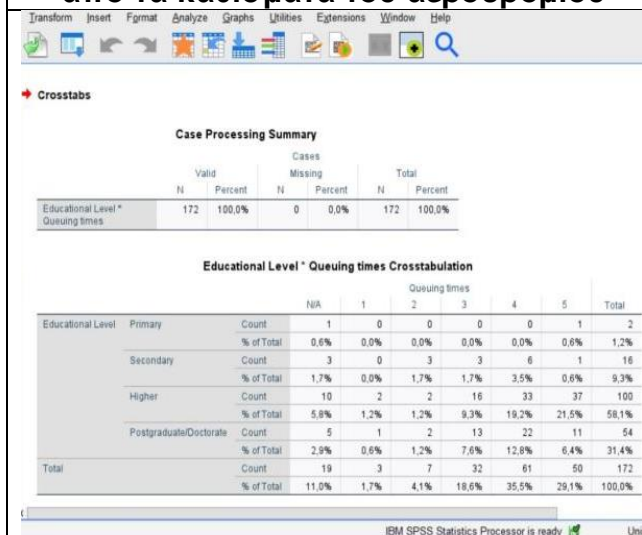 Transform Insert Format Analyze Graphs Utilities Extensions Window Help
Crosstabs
Case Processing Summary
Cases
Valid Missing Total
N Percent N Percent N Percent
Educational Level * Queuing times 172 100,0% 0 0,0% 172 100,0%
Educational Level * Queuing times Crosstabulation
Queuing times
N/A 1 2 3 4 5 Total
Educational Level Primary Count 1 0 0 0 0 1 2
% of Total 0,6% 0,0% 0,0% 0,0% 0,0% 0,6% 1,2%
Secondary Count 3 0 3 3 6 1 16
% of Total 1,7% 0,0% 1,7% 1,7% 3,5% 0,6% 9,3%
Higher Count 10 2 2 16 33 37 100
% of Total 5,8% 1,2% 1,2% 9,3% 19,2% 21,5% 58,1%
Postgraduate/Doctorate Count 5 1 2 13 22 11 54
% of Total 2,9% 0,6% 1,2% 7,6% 12,8% 6,4% 31,4%
Total Count 19 3 7 32 61 50 172
% of Total 11,0% 1,7% 4,1% 18,6% 35,5% 29,1% 100,0%
IBM SPSS Statistics Processor is ready Uni